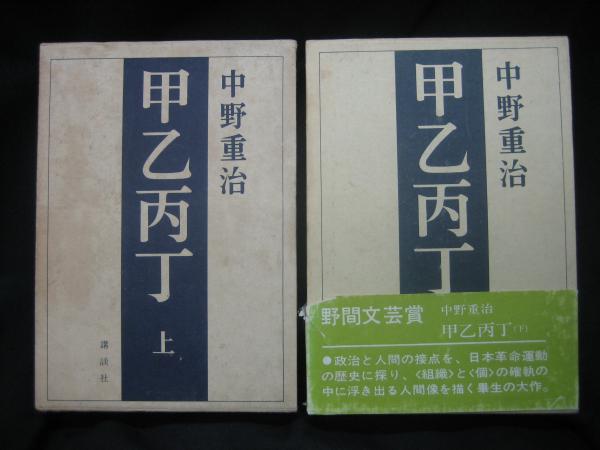 中野重治
甲乙丙丁
上
講談社
中野重治
甲乙丙丁
野間文芸賞
中野重治
甲乙丙丁(下)
●政治と人間の接点を、日本革命運動
の歴史に探り、〈組織〉と〈個〉の確執の
中に浮き出る人間像を描く畢生の大作。